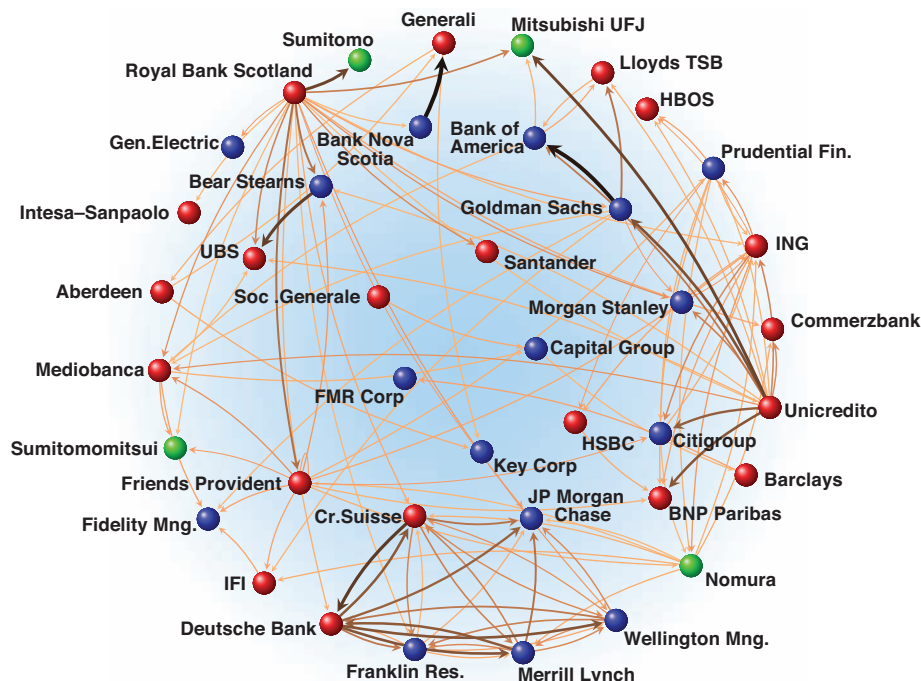 Generali
Mitsubishi UFJ
Sumitomo
Lloyds TSB
Royal Bank Scotland
HBOS
Gen.Electric
Bank Nova
Scotia
Bank of
America
Prudential Fin.
Bear Stearns
Goldman Sachs
Intesa–Sanpaolo
UBS
ING
Santander
Aberdeen
Soc .Generale
Morgan Stanley
Commerzbank
Mediobanca
Capital Group
FMR Corp
Unicredito
Sumitomomitsui
HSBC
Citigroup
Key Corp
Barclays
Friends Provident
JP Morgan
Chase
BNP Paribas
Fidelity Mng.
Cr.Suisse
IFI
Nomura
Deutsche Bank
Wellington Mng.
Franklin Res.
Merrill Lynch